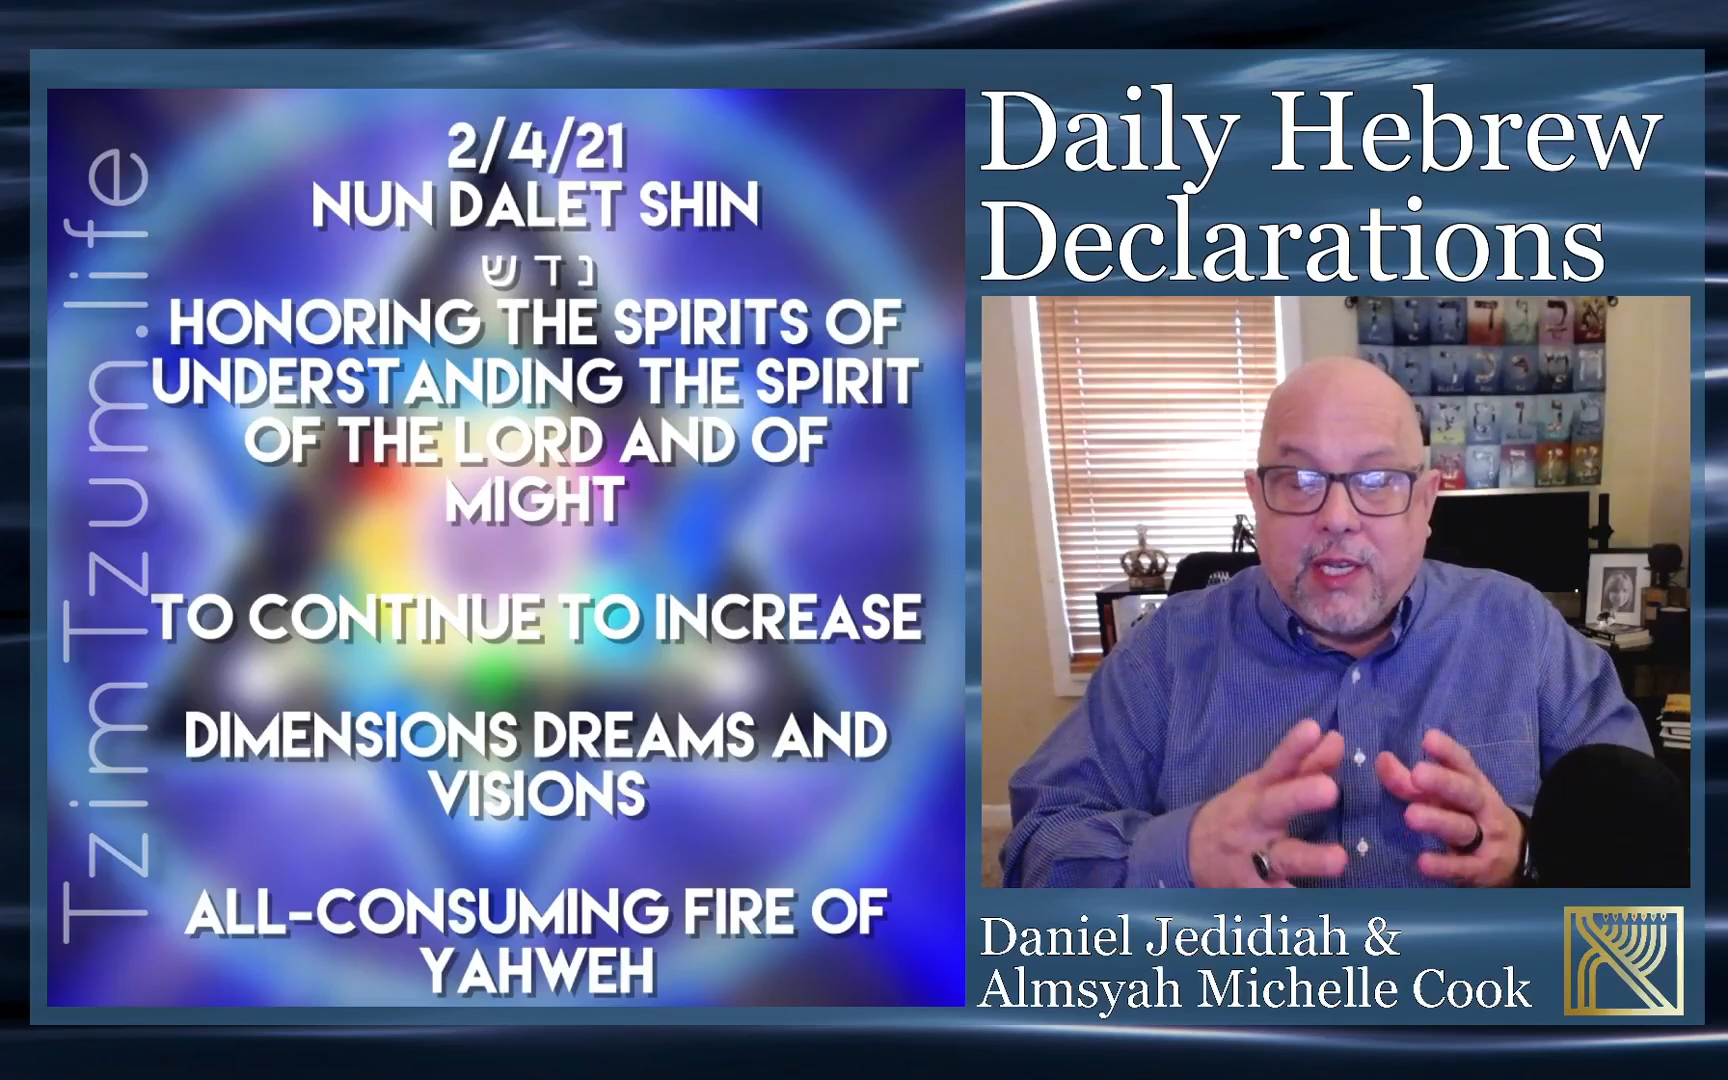 Tzim Tzum.life
2/4/21
NUN DALET SHIN
נ ד ש
HONORING THE SPIRITS OF
UNDERSTANDING THE SPIRIT
OF THE LORD AND OF
MIGHT
TO CONTINUE TO INCREASE
DIMENSIONS DREAMS AND
VISIONS
ALL-CONSUMING FIRE OF
YAHWEH
Daily Hebrew
Declarations
Daniel Jedidiah &
Almsyah Michelle Cook